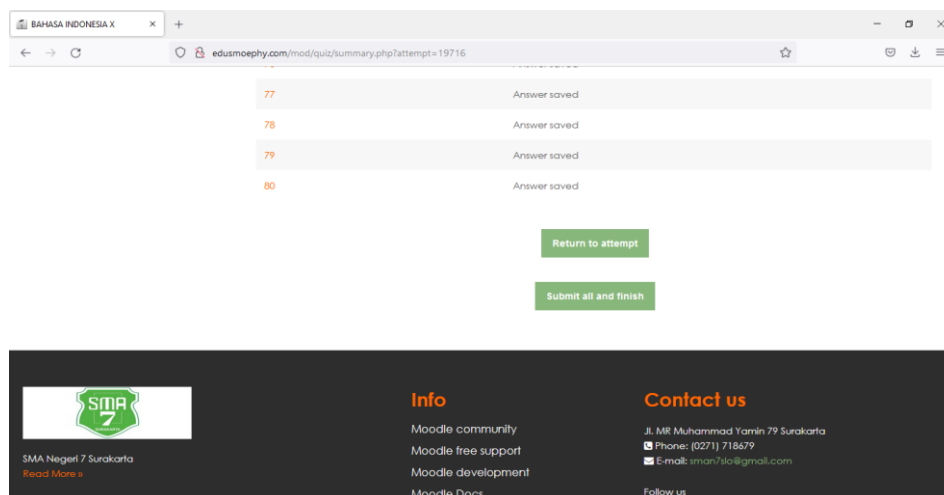 BAHASA INDONESIA X
edusmoephy.com/mod/quiz/summary.php?attempt=19716
77 Answer saved
78 Answer saved
79 Answer saved
80 Answer saved
Return to attempt
Submit all and finish
SMA
7
SURAKARTA
SMA Negeri 7 Surakarta
Read More »
Info
Moodle community
Moodle free support
Moodle development
Moodle Docs
Contact us
Jl. MR Muhammad Yamin 79 Surakarta
Phone: (0271) 718679
E-mail: sman7slo@gmail.com
Follow us